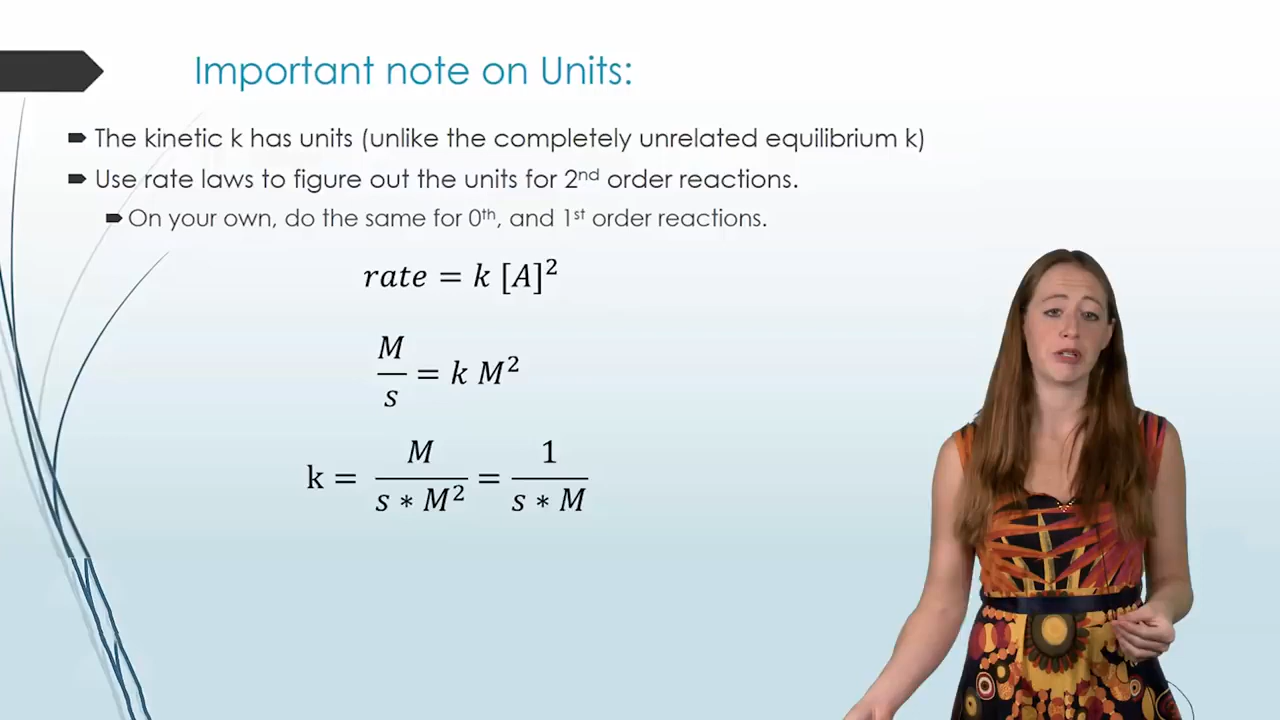 Important note on Units:
The kinetic k has units (unlike the completely unrelated equilibrium k)
Use rate laws to figure out the units for 2nd order reactions.
On your own, do the same for 0th, and 1st order reactions.
rate = k [A]²
M/s = k M²
k = M/(s * M²) = 1/(s * M)